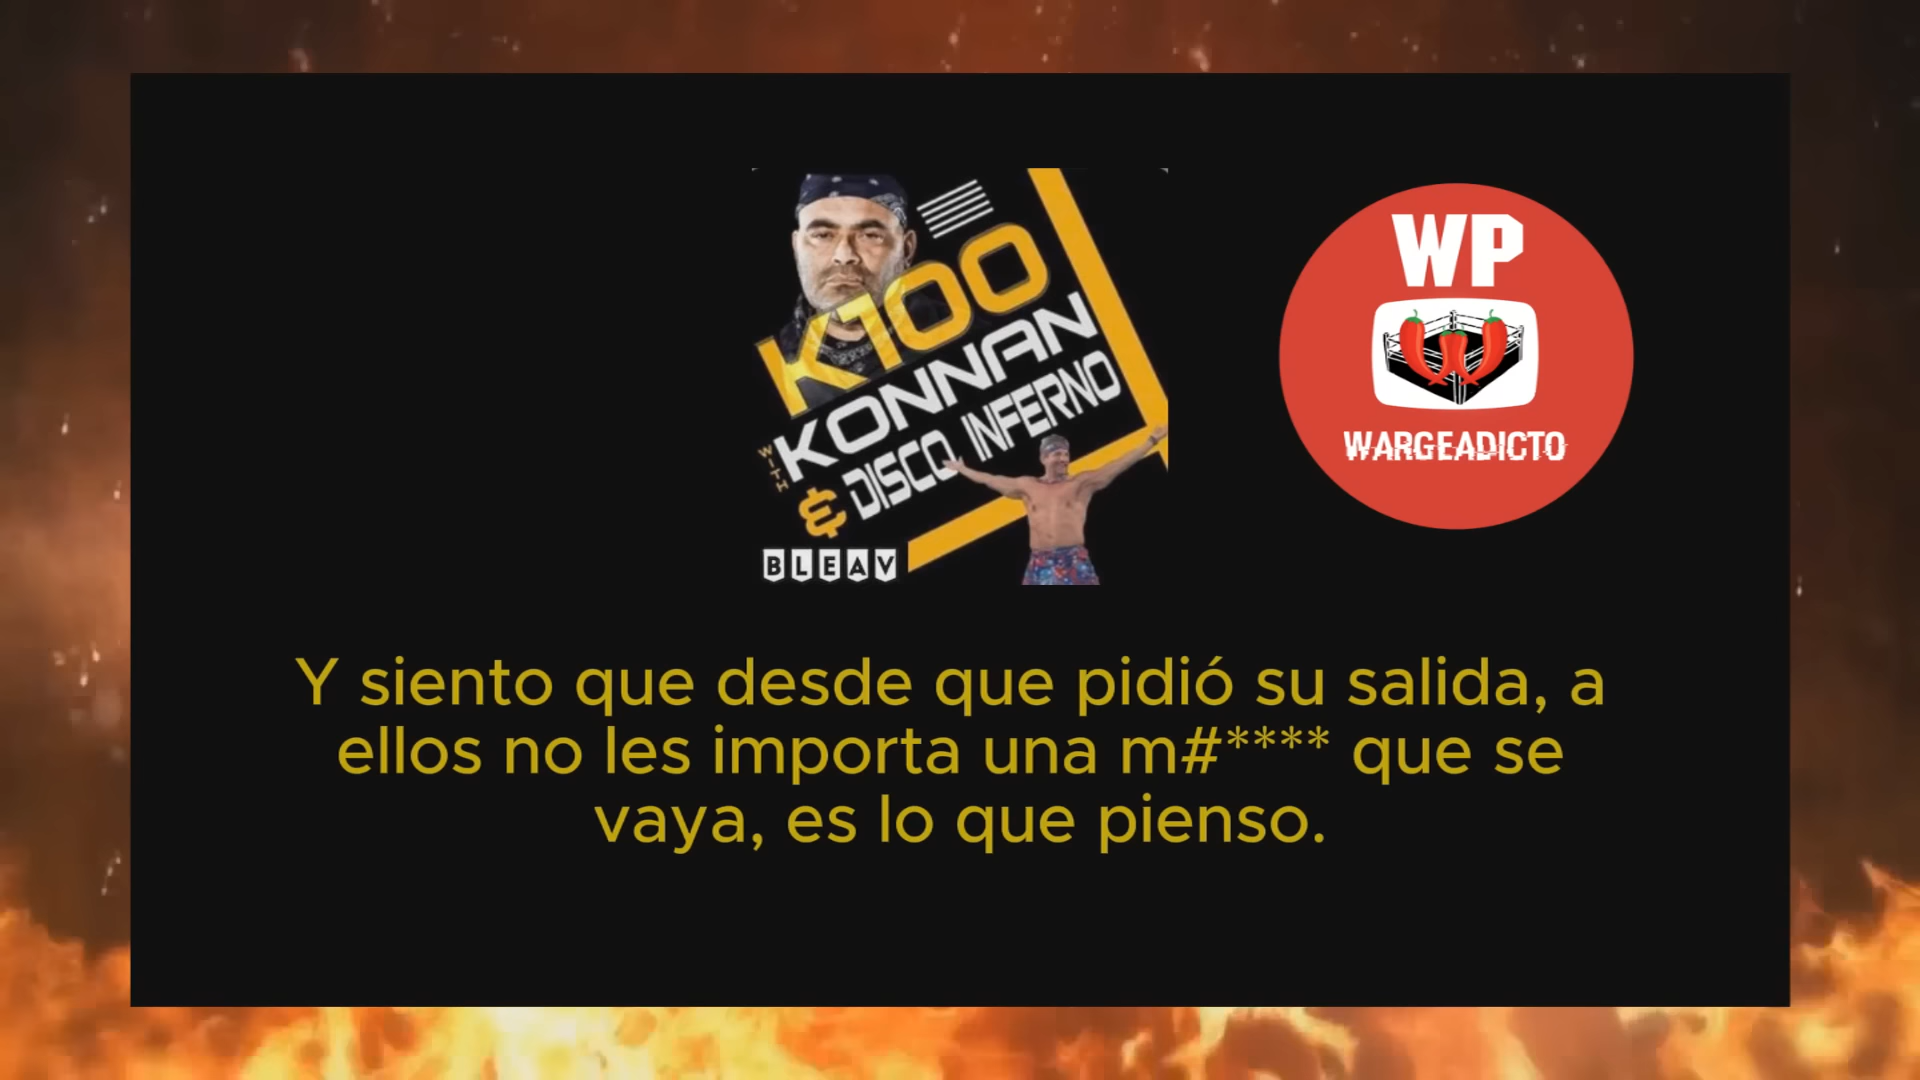 K100
WITH
KONNAN
& DISCO INFERNO
BLEAV
WP
WARGEADICTO
Y siento que desde que pidió su salida, a
ellos no les importa una m#**** que se
vaya, es lo que pienso.